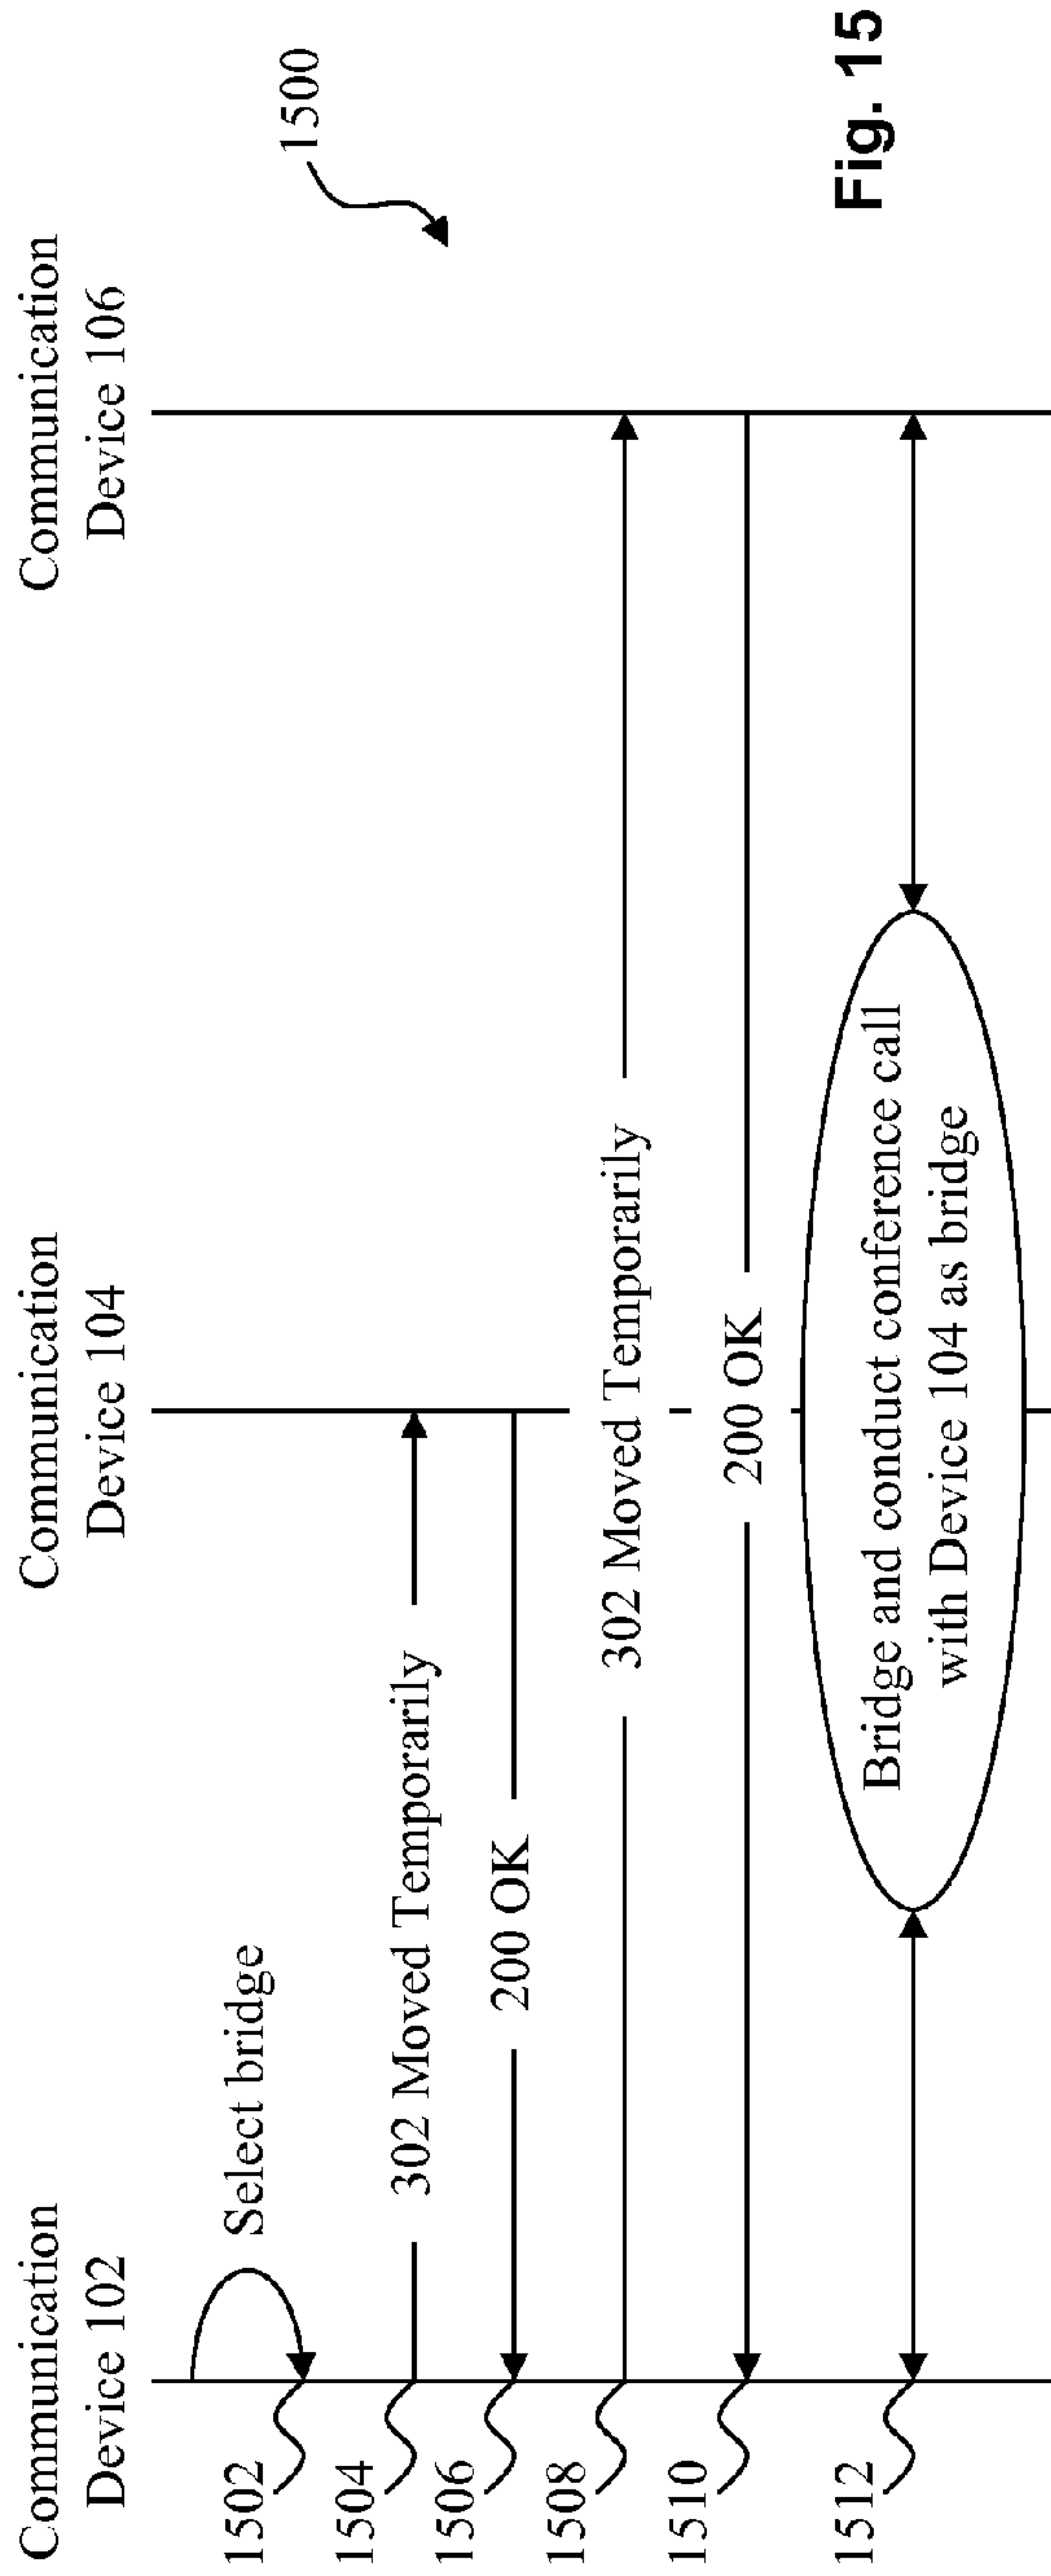 Communication
Device 102
Communication
Device 104
Communication
Device 106
1500
1502
Select bridge
1504
302 Moved Temporarily
1506
200 OK
1508
302 Moved Temporarily
1510
200 OK
1512
Bridge and conduct conference call
with Device 104 as bridge
Fig. 15